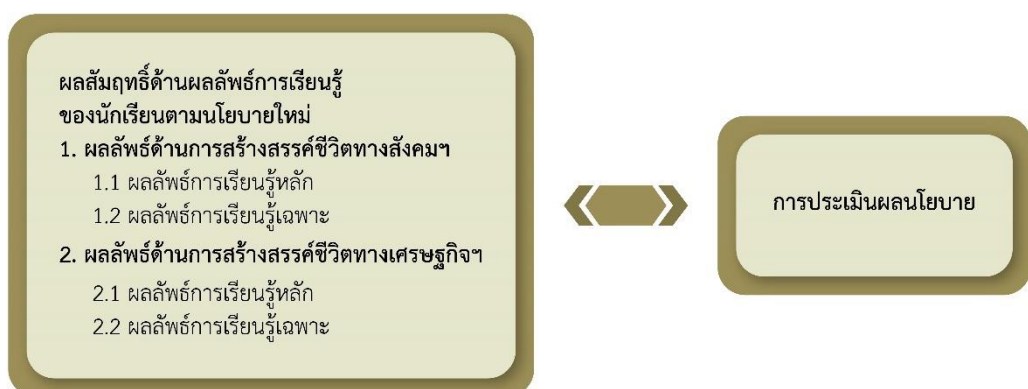 ผลสัมฤทธิ์ด้านผลลัพธ์การเรียนรู้
ของนักเรียนตามนโยบายใหม่
1. ผลลัพธ์ด้านการสร้างสรรค์ชีวิตทางสังคมฯ
1.1 ผลลัพธ์การเรียนรู้หลัก
1.2 ผลลัพธ์การเรียนรู้เฉพาะ
2. ผลลัพธ์ด้านการสร้างสรรค์ชีวิตทางเศรษฐกิจฯ
2.1 ผลลัพธ์การเรียนรู้หลัก
2.2 ผลลัพธ์การเรียนรู้เฉพาะ
การประเมินผลนโยบาย